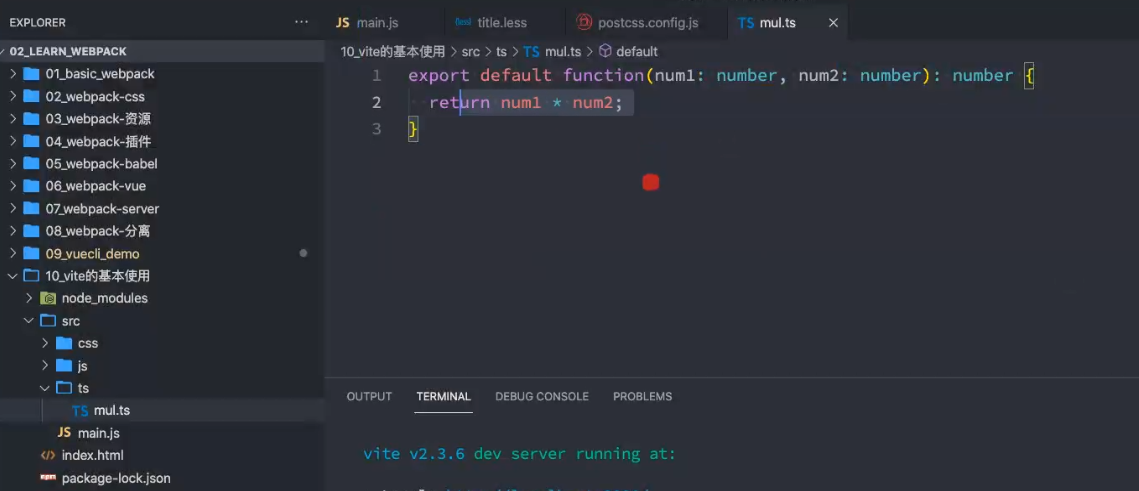 EXPLORER ···
02_LEARN_WEBPACK
01_basic_webpack
02_webpack-css
03_webpack-资源
04_webpack-插件
05_webpack-babel
06_webpack-vue
07_webpack-server
08_webpack-分离
09_vuecli_demo
10_vite的基本使用
node_modules
src
css
js
ts
TS mul.ts
JS main.js
<> index.html
npm package-lock.json
JS main.js {less} title.less postcss.config.js TS mul.ts ×
10_vite的基本使用 > src > ts > TS mul.ts > default
1 export default function(num1: number, num2: number): number {
2 return num1 * num2;
3 }
OUTPUT TERMINAL DEBUG CONSOLE PROBLEMS
vite v2.3.6 dev server running at: